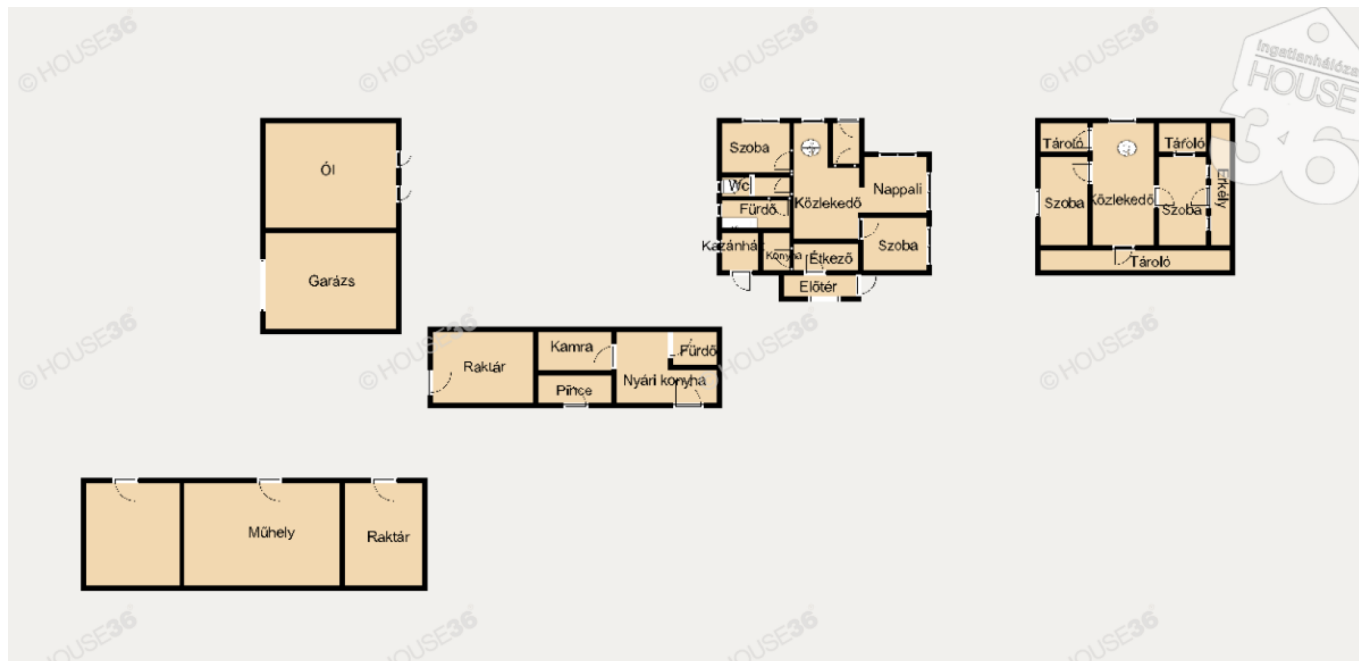 © HOUSE36
© HOUSE36
© HOUSE36
© HOUSE36
Ingatlanhálóza
HOUSE
36
Ól
Garázs
Szoba
Wc
Fürdő
Kazánház
Konyha
Közlekedő
Étkező
Előtér
Nappali
Szoba
Tároló
Szoba
Közlekedő
Tároló
Szoba
Erkély
Tároló
© HOUSE36
© HOUSE36
© HOUSE36
© HOUSE36
Raktár
Kamra
Pince
Nyári konyha
Fürdő
Műhely
Raktár
© HOUSE36
© HOUSE36
© HOUSE36
© HOUSE36